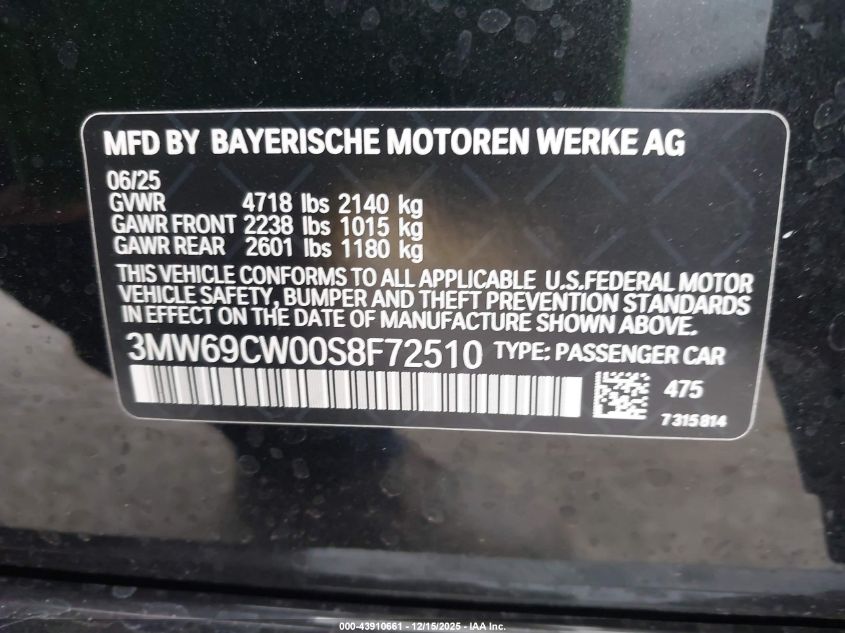 MFD BY BAYERISCHE MOTOREN WERKE AG
06/25
GVWR 4718 lbs 2140 kg
GAWR FRONT 2238 lbs 1015 kg
GAWR REAR 2601 lbs 1180 kg
THIS VEHICLE CONFORMS TO ALL APPLICABLE U.S.FEDERAL MOTOR
VEHICLE SAFETY, BUMPER AND THEFT PREVENTION STANDARDS
IN EFFECT ON THE DATE OF MANUFACTURE SHOWN ABOVE.
3MW69CW00S8F72510 TYPE: PASSENGER CAR
475
7315814
000-43910661 - 12/15/2025 - IAA Inc.